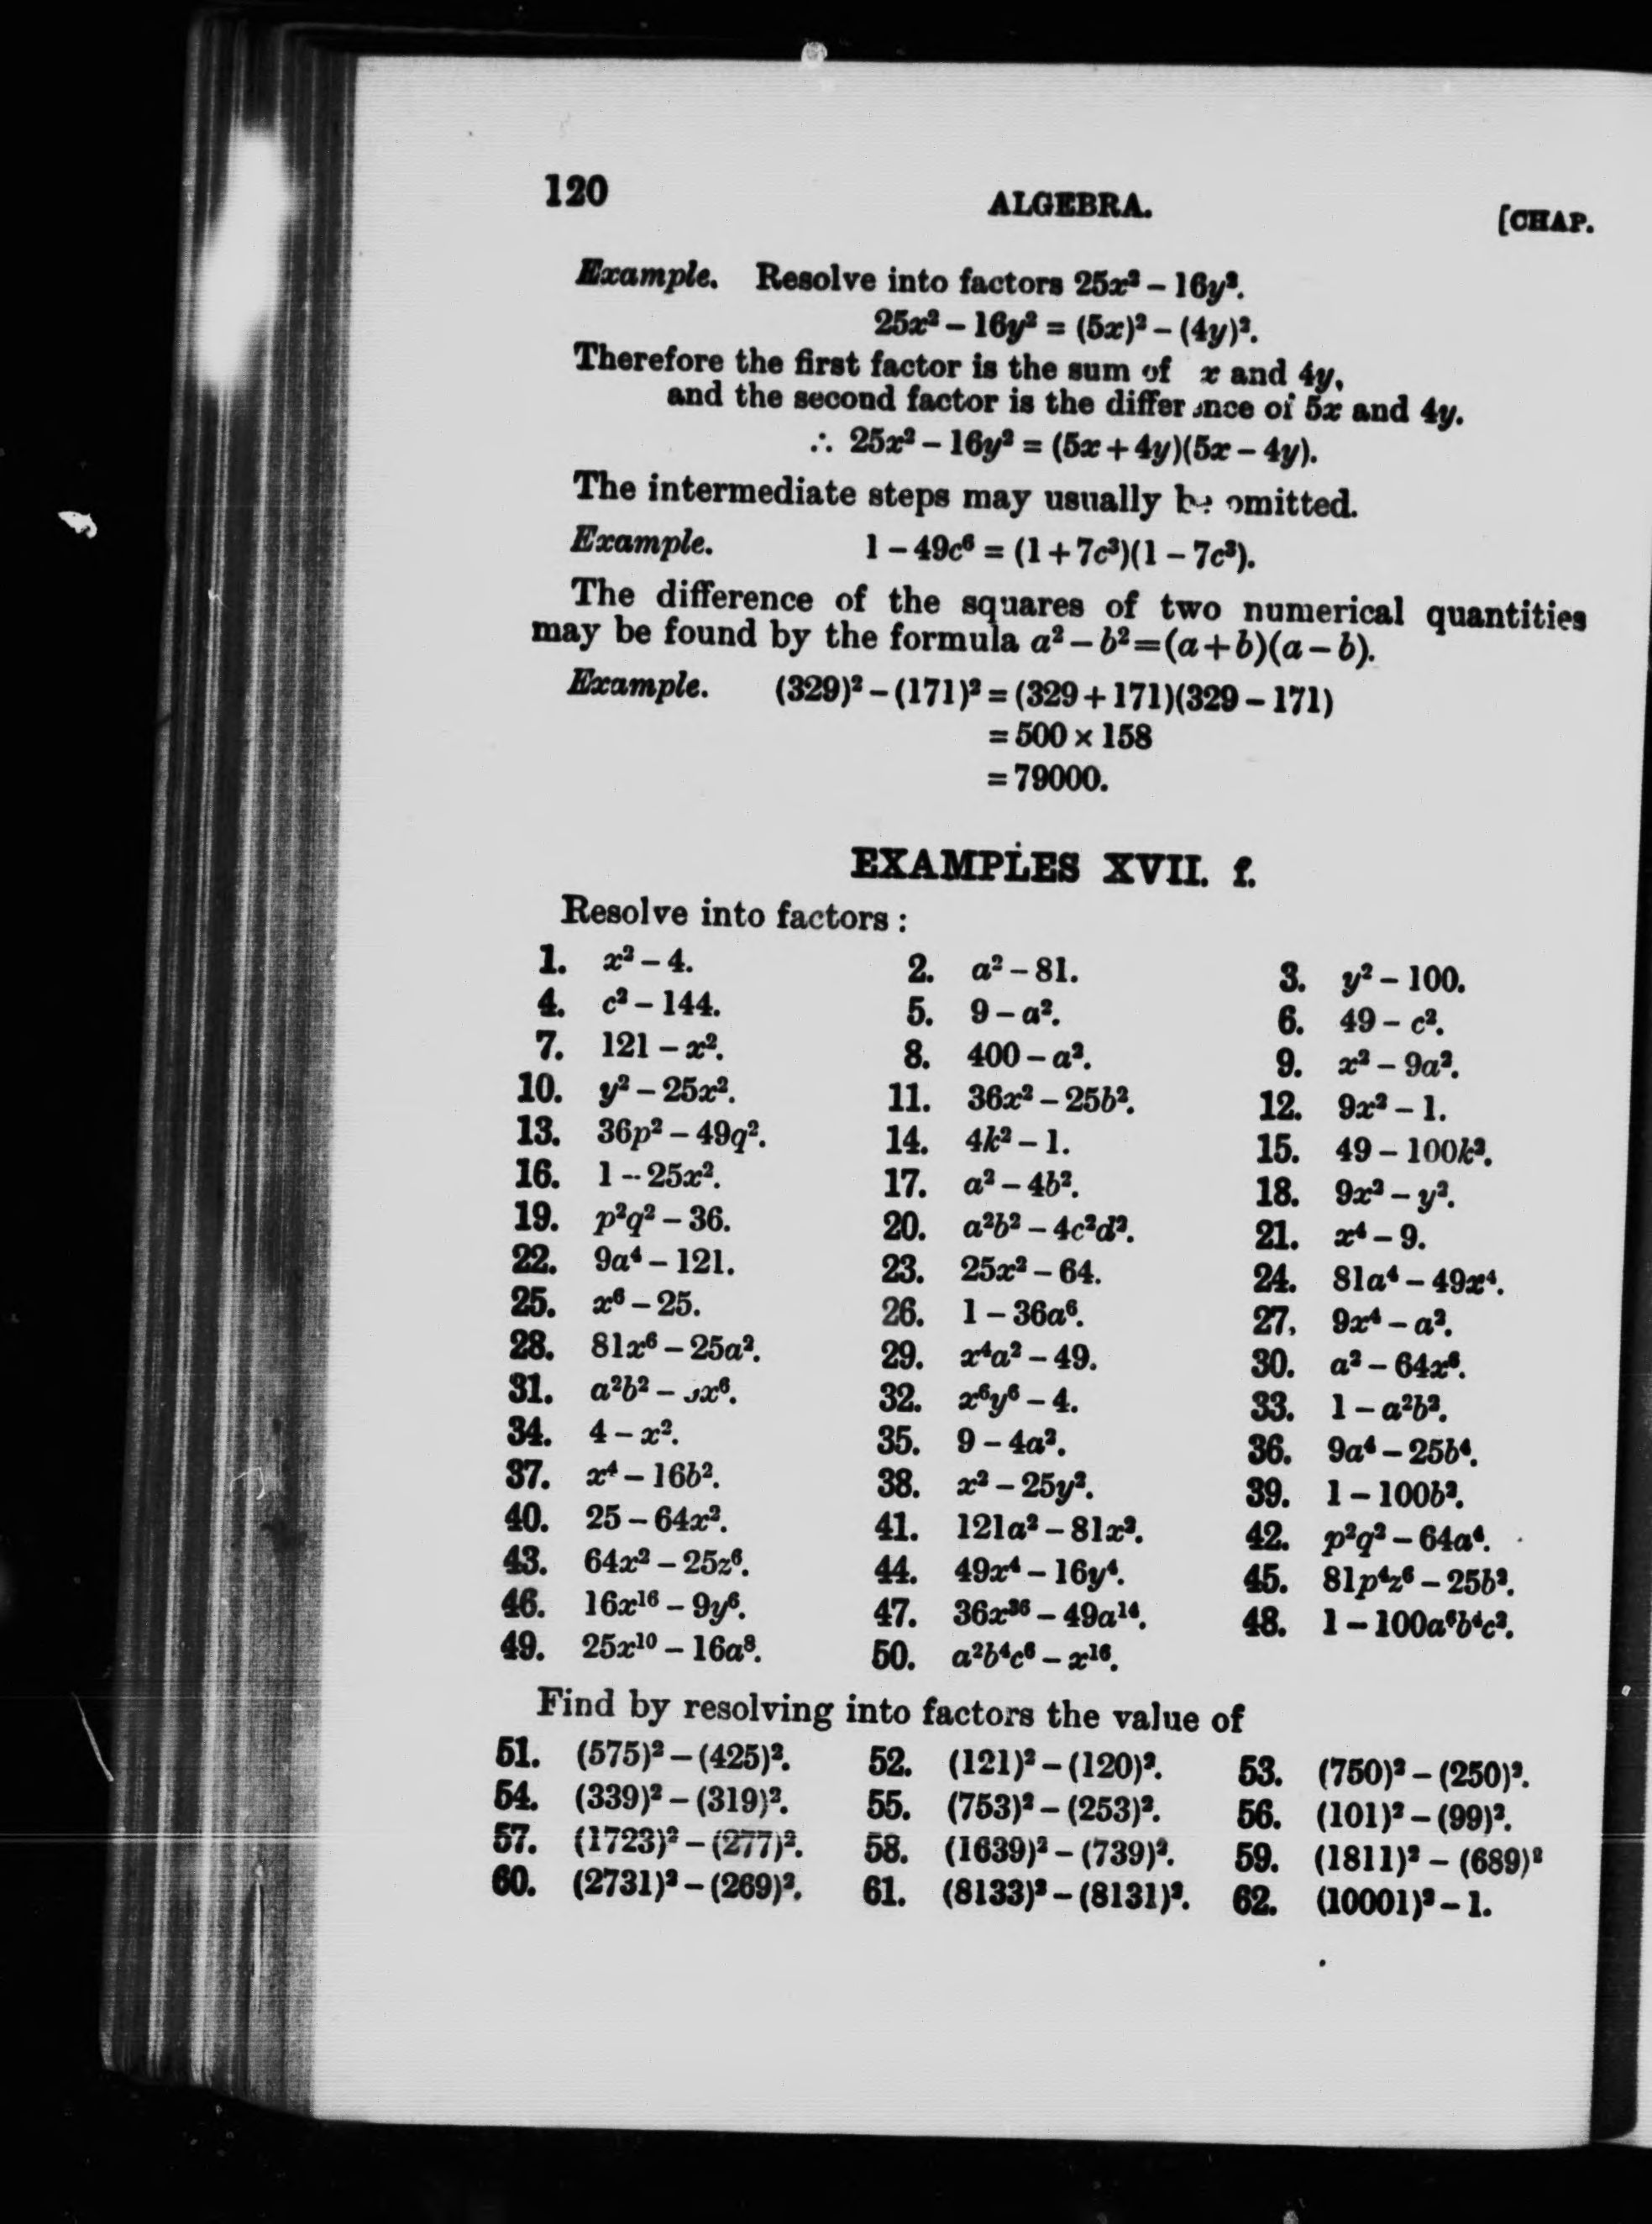 120 ALGEBRA. [CHAP.
Example. Resolve into factors 25x² – 16y².
25x² – 16y² = (5x)² – (4y)².
Therefore the first factor is the sum of x and 4y,
and the second factor is the difference of 5x and 4y.
∴ 25x² – 16y² = (5x + 4y)(5x – 4y).
The intermediate steps may usually be omitted.
Example. 1 – 49c⁶ = (1 + 7c³)(1 – 7c³).
The difference of the squares of two numerical quantities
may be found by the formula a² – b² = (a + b)(a – b).
Example. (329)² – (171)² = (329 + 171)(329 – 171)
= 500 × 158
= 79000.
EXAMPLES XVII. f.
Resolve into factors :
1. x² – 4. 2. a² – 81. 3. y² – 100.
4. c² – 144. 5. 9 – a². 6. 49 – c².
7. 121 – x². 8. 400 – a². 9. x² – 9a².
10. y² – 25x². 11. 36x² – 25b². 12. 9x² – 1.
13. 36p² – 49q². 14. 4k² – 1. 15. 49 – 100k².
16. 1 – 25x². 17. a² – 4b². 18. 9x² – y².
19. p²q² – 36. 20. a²b² – 4c²d². 21. x⁴ – 9.
22. 9a⁴ – 121. 23. 25x² – 64. 24. 81a⁴ – 49x⁴.
25. x⁶ – 25. 26. 1 – 36a⁶. 27. 9x⁴ – a².
28. 81x⁶ – 25a². 29. x⁴a² – 49. 30. a² – 64x⁶.
31. a²b² – x⁶. 32. x⁶y⁶ – 4. 33. 1 – a²b².
34. 4 – x². 35. 9 – 4a². 36. 9a⁴ – 25b⁴.
37. x⁴ – 16b². 38. x² – 25y². 39. 1 – 100b².
40. 25 – 64x². 41. 121a² – 81x². 42. p²q² – 64a⁴.
43. 64x² – 25z⁶. 44. 49x⁴ – 16y⁴. 45. 81p⁴z⁶ – 25b².
46. 16x¹⁶ – 9y⁶. 47. 36x³⁶ – 49a¹⁴. 48. 1 – 100a⁶b⁴c².
49. 25x¹⁰ – 16a⁸. 50. a²b⁴c⁶ – x¹⁶.
Find by resolving into factors the value of
51. (575)² – (425)². 52. (121)² – (120)². 53. (750)² – (250)².
54. (339)² – (319)². 55. (753)² – (253)². 56. (101)² – (99)².
57. (1723)² – (277)². 58. (1639)² – (739)². 59. (1811)² – (689)²
60. (2731)² – (269)². 61. (8133)² – (8131)². 62. (10001)² – 1.